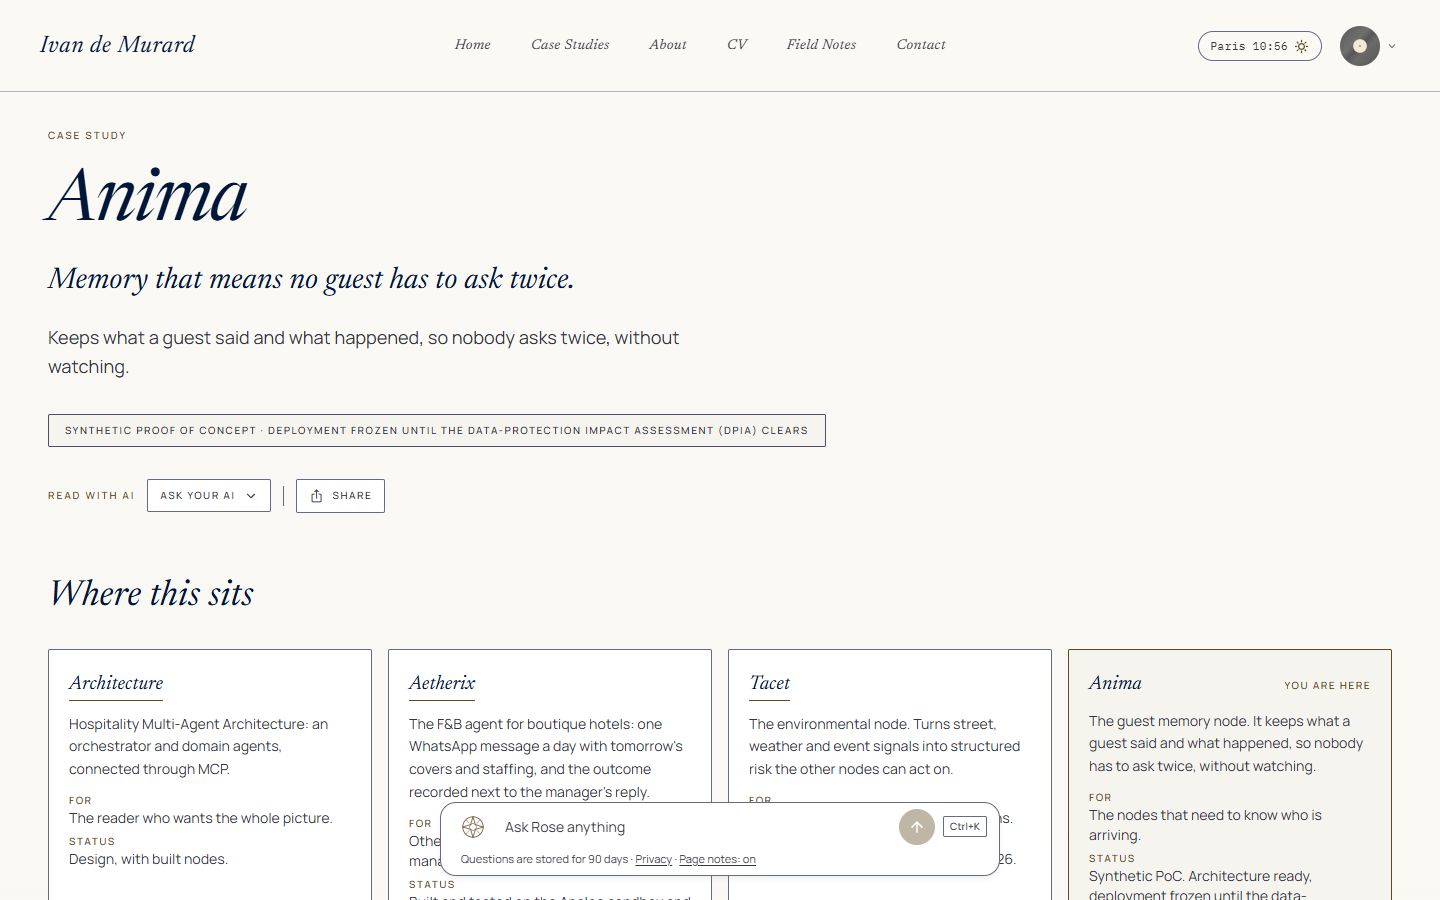 Ivan de Murard
Home
Case Studies
About
CV
Field Notes
Contact
Paris 10:56
CASE STUDY
Anima
Memory that means no guest has to ask twice.
Keeps what a guest said and what happened, so nobody asks twice, without
watching.
SYNTHETIC PROOF OF CONCEPT · DEPLOYMENT FROZEN UNTIL THE DATA-PROTECTION IMPACT ASSESSMENT (DPIA) CLEARS
READ WITH AI
ASK YOUR AI
SHARE
Where this sits
Architecture
Hospitality Multi-Agent Architecture: an
orchestrator and domain agents,
connected through MCP.
FOR
The reader who wants the whole picture.
STATUS
Design, with built nodes.
Aetherix
The F&B agent for boutique hotels: one
WhatsApp message a day with tomorrow's
covers and staffing, and the outcome
recorded next to the manager's reply.
FOR
STATUS
Tacet
The environmental node. Turns street,
weather and event signals into structured
risk the other nodes can act on.
FOR
Anima
YOU ARE HERE
The guest memory node. It keeps what a
guest said and what happened, so nobody
has to ask twice, without watching.
FOR
The nodes that need to know who is
arriving.
STATUS
Synthetic PoC. Architecture ready,
deployment frozen until the data-
Ask Rose anything
Ctrl+K
Questions are stored for 90 days · Privacy · Page notes: on